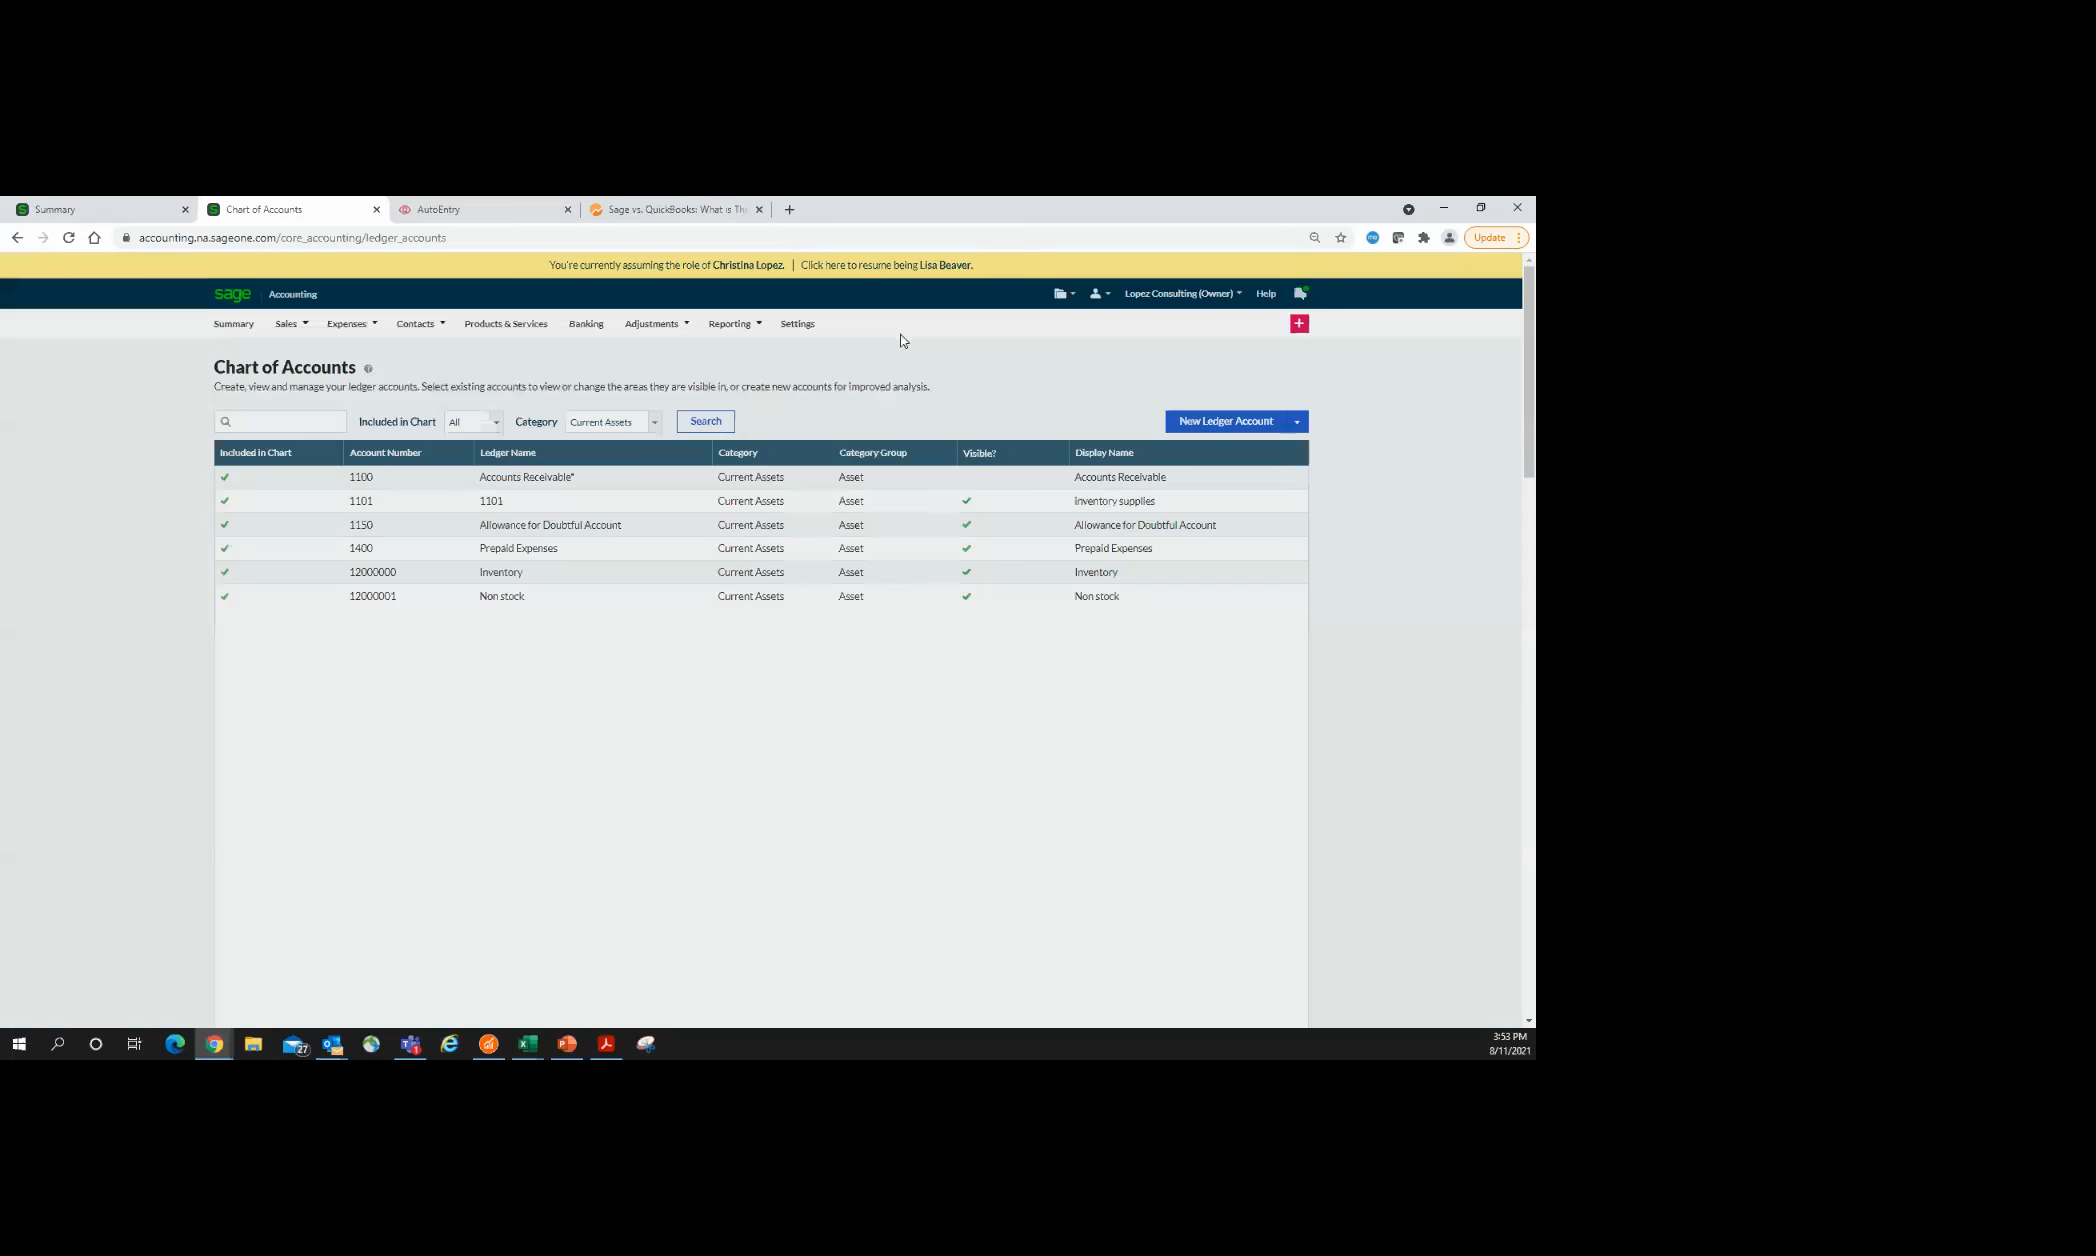 Summary
Chart of Accounts
AutoEntry
Sage vs. QuickBooks: What is Th
accounting.na.sageone.com/core_accounting/ledger_accounts
Update
You're currently assuming the role of Christina Lopez. | Click here to resume being Lisa Beaver.
sage Accounting
Lopez Consulting (Owner)
Help
Summary Sales Expenses Contacts Products & Services Banking Adjustments Reporting Settings
Chart of Accounts
Create, view and manage your ledger accounts. Select existing accounts to view or change the areas they are visible in, or create new accounts for improved analysis.
Included in Chart All Category Current Assets Search New Ledger Account
Included in Chart Account Number Ledger Name Category Category Group Visible? Display Name
1100 Accounts Receivable* Current Assets Asset Accounts Receivable
1101 1101 Current Assets Asset inventory supplies
1150 Allowance for Doubtful Account Current Assets Asset Allowance for Doubtful Account
1400 Prepaid Expenses Current Assets Asset Prepaid Expenses
12000000 Inventory Current Assets Asset Inventory
12000001 Non stock Current Assets Asset Non stock
27
1
3:53 PM
8/11/2021